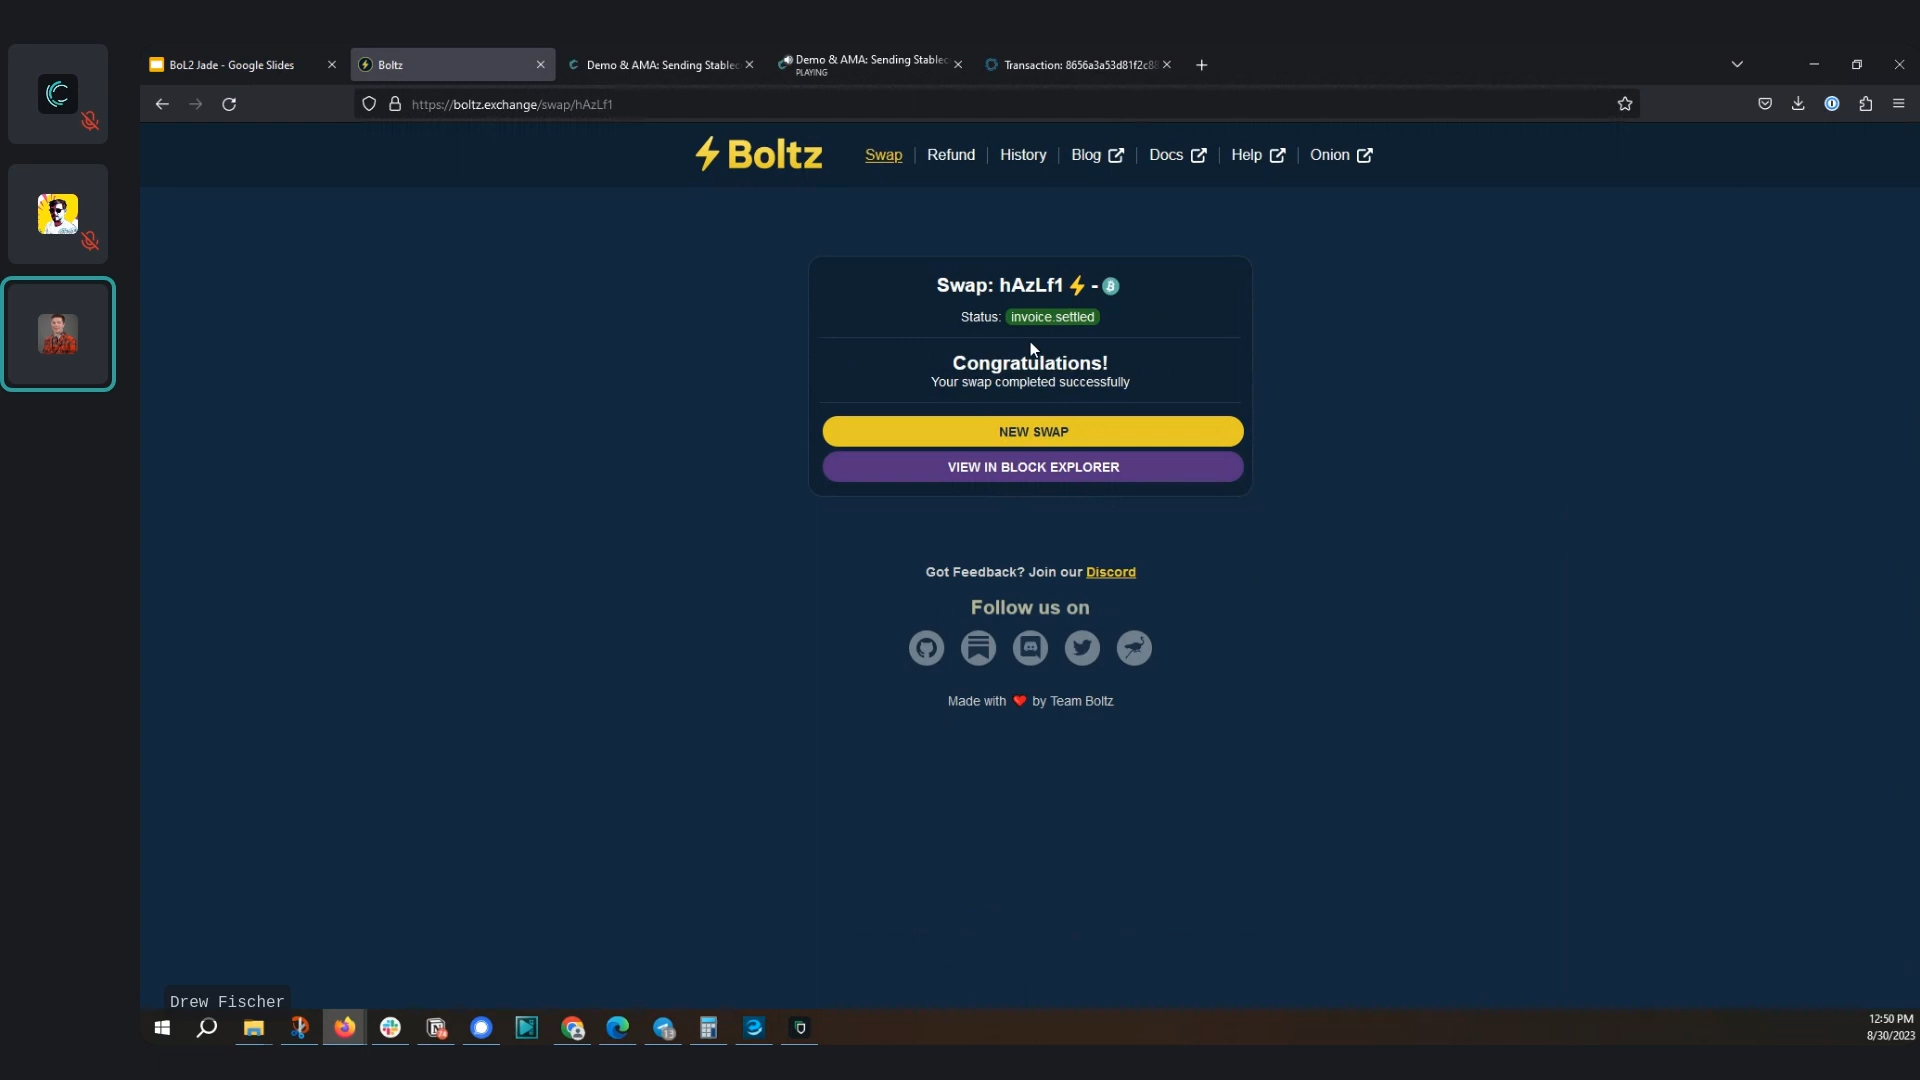 BoL2 Jade - Google Slides
Boltz
Demo & AMA: Sending Stablec
Demo & AMA: Sending Stablec
PLAYING
Transaction: 8656a3a53d81f2c88
https://boltz.exchange/swap/hAzLf1
Boltz
Swap
Refund
History
Blog
Docs
Help
Onion
Swap: hAzLf1 ⚡ -
Status: invoice.settled
Congratulations!
Your swap completed successfully
NEW SWAP
VIEW IN BLOCK EXPLORER
Got Feedback? Join our Discord
Follow us on
Made with ❤ by Team Boltz
Drew Fischer
12:50 PM
8/30/2023